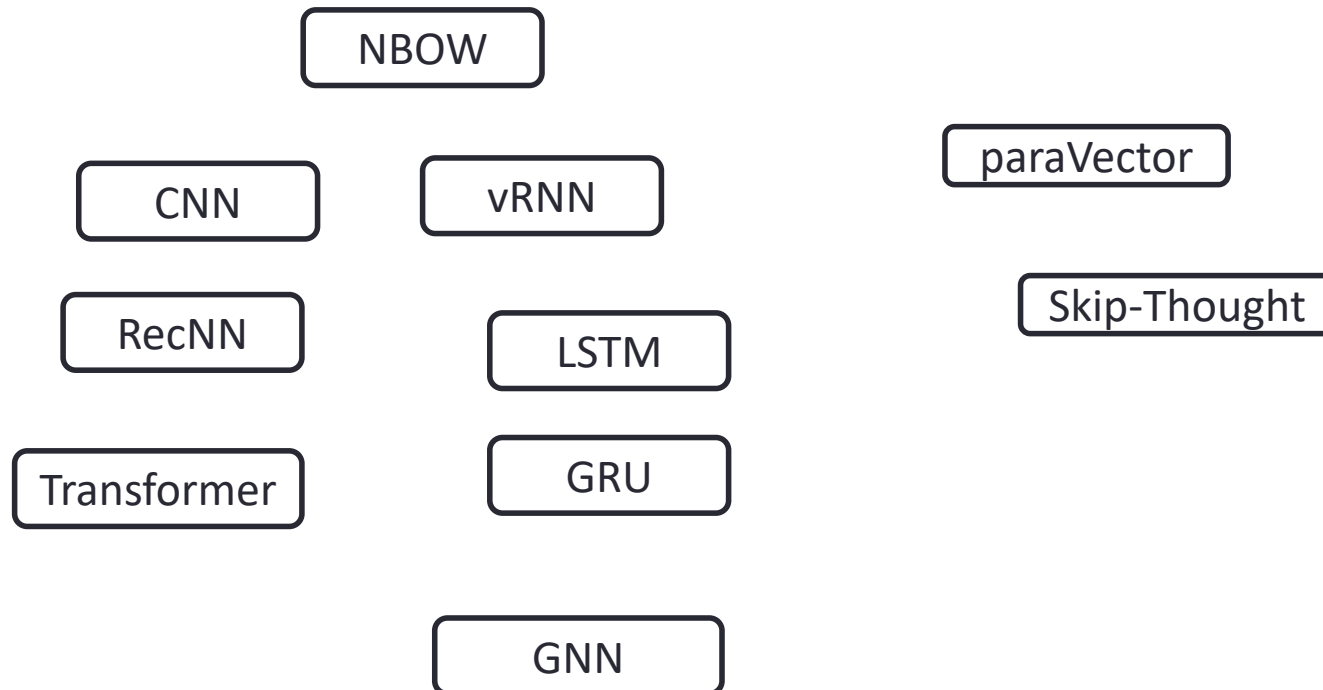 NBOW
paraVector
CNN
vRNN
Skip-Thought
RecNN
LSTM
Transformer
GRU
GNN